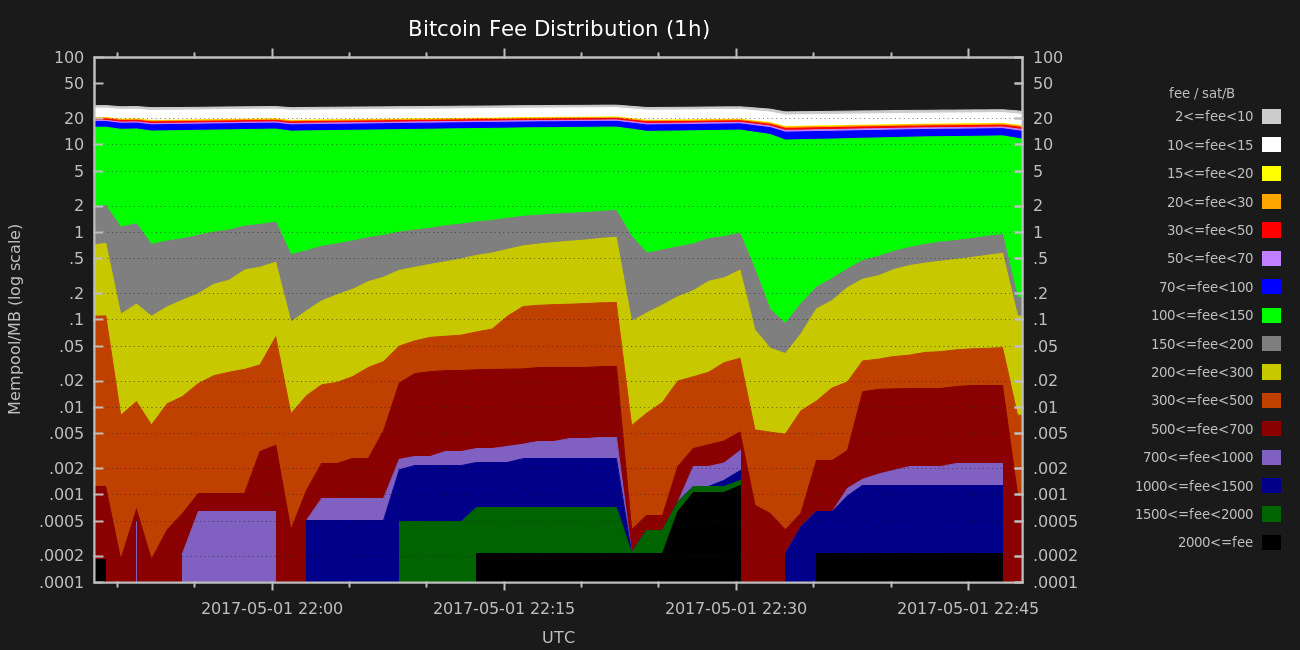 Bitcoin Fee Distribution (1h)
100
50
20
10
5
2
1
.5
.2
.1
.05
.02
.01
.005
.002
.001
.0005
.0002
.0001
Mempool/MB (log scale)
100
50
20
10
5
2
1
.5
.2
.1
.05
.02
.01
.005
.002
.001
.0005
.0002
.0001
2017-05-01 22:00
2017-05-01 22:15
2017-05-01 22:30
2017-05-01 22:45
UTC
fee / sat/B
2<=fee<10
10<=fee<15
15<=fee<20
20<=fee<30
30<=fee<50
50<=fee<70
70<=fee<100
100<=fee<150
150<=fee<200
200<=fee<300
300<=fee<500
500<=fee<700
700<=fee<1000
1000<=fee<1500
1500<=fee<2000
2000<=fee